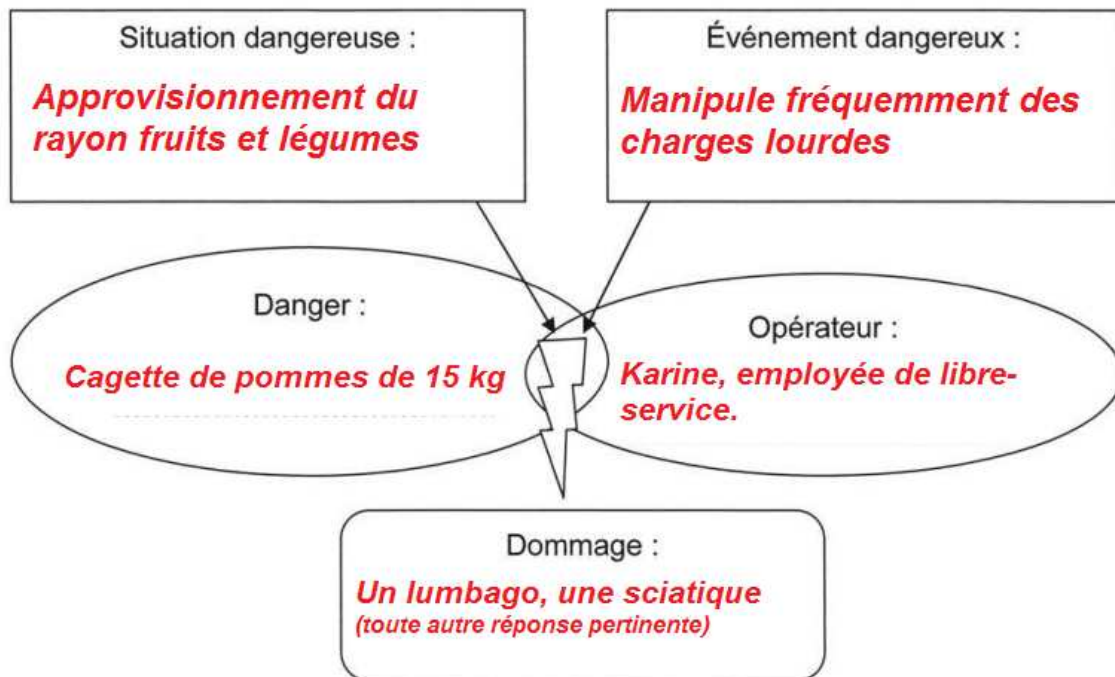 Situation dangereuse :
Approvisionnement du
rayon fruits et légumes
Événement dangereux :
Manipule fréquemment des
charges lourdes
Danger :
Cagette de pommes de 15 kg
Opérateur :
Karine, employée de libre-
service.
Dommage :
Un lumbago, une sciatique
(toute autre réponse pertinente)